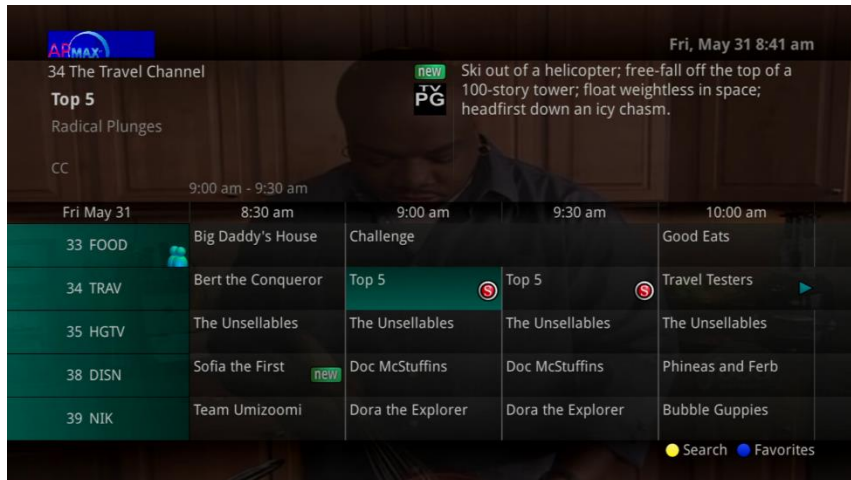 ARMAX
Fri, May 31 8:41 am
34 The Travel Channel
Top 5
Radical Plunges
CC
9:00 am - 9:30 am
new
TV
PG
Ski out of a helicopter; free-fall off the top of a
100-story tower; float weightless in space;
headfirst down an icy chasm.
Fri May 31 8:30 am 9:00 am 9:30 am 10:00 am
33 FOOD Big Daddy's House Challenge Good Eats
34 TRAV Bert the Conqueror Top 5 S Top 5 S Travel Testers
35 HGTV The Unsellables The Unsellables The Unsellables The Unsellables
38 DISN Sofia the First new Doc McStuffins Doc McStuffins Phineas and Ferb
39 NIK Team Umizoomi Dora the Explorer Dora the Explorer Bubble Guppies
Search Favorites